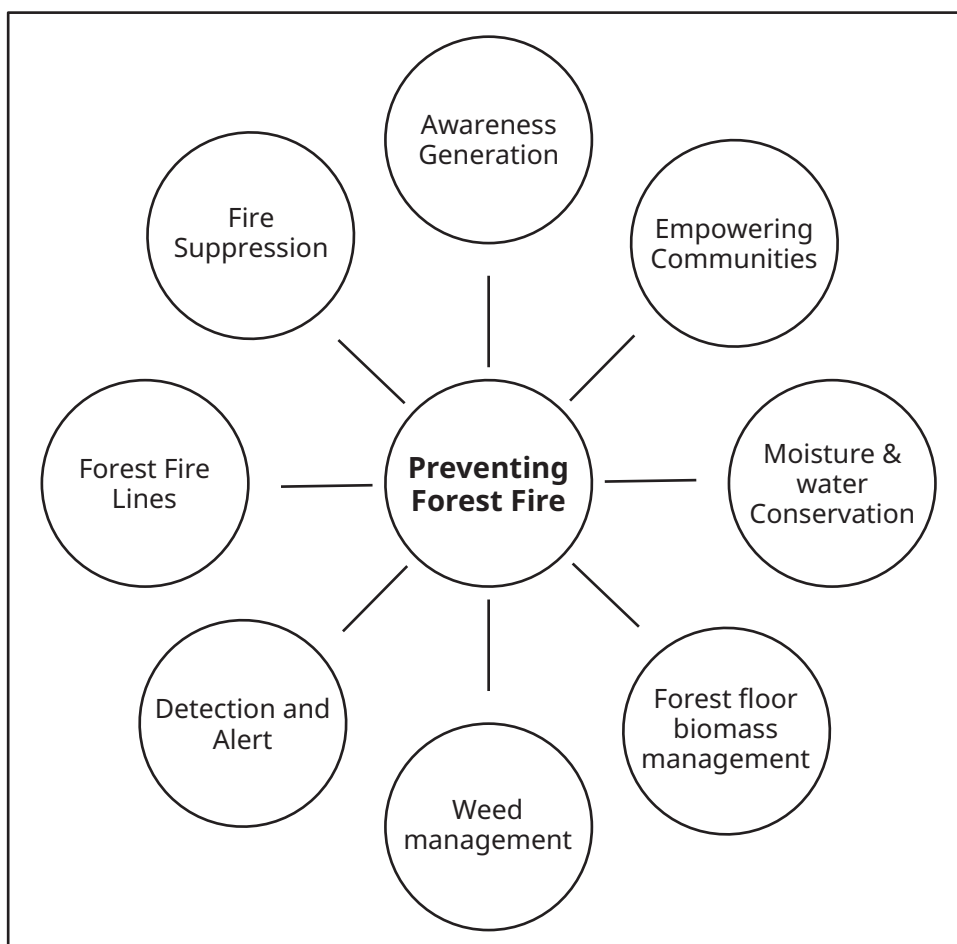 Awareness
Generation
Fire
Suppression
Empowering
Communities
Forest Fire
Lines
Preventing
Forest Fire
Moisture &
water
Conservation
Detection and
Alert
Forest floor
biomass
management
Weed
management